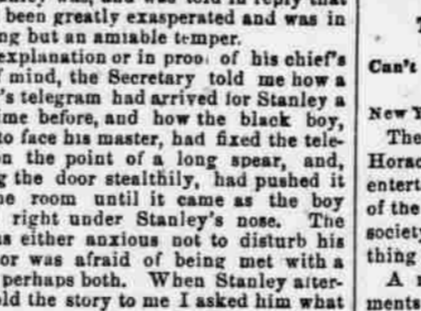 been greatly exasperated and was in
ng but an amiable temper.
explanation or in proo of his chief's
mind, the Secretary told me how a
's telegram had arrived for Stanley a
ime before, and how the black boy,
to face his master, had fixed the tele-
n the point of a long spear, and,
g the door stealthily, had pushed it
ne room until it came as the boy
right under Stanley's nose. The
s either anxious not to disturb his
or was afraid of being met with a
perhaps both. When Stanley after-
old the story to me I asked him what
Can't
New Y
The
Horac
entert
of the
society
thing
A
ments